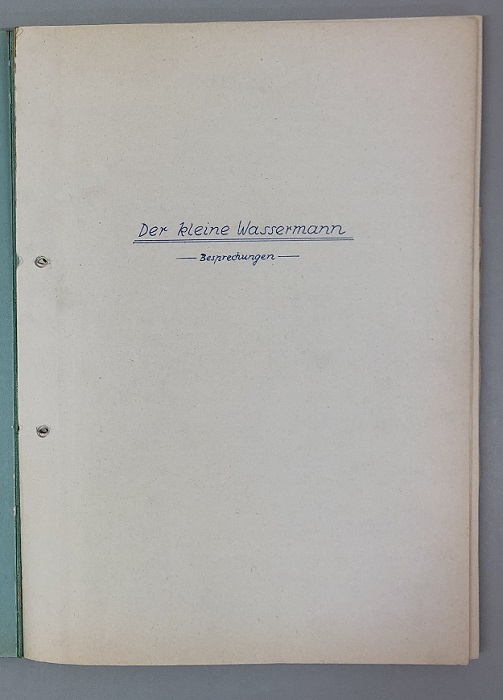 Der kleine Wassermann
— Besprechungen —